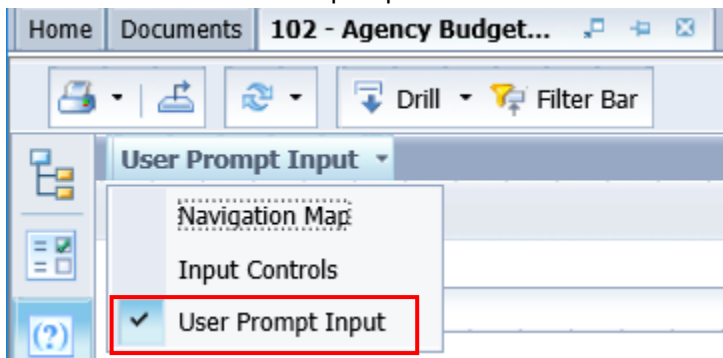 Home Documents 102 - Agency Budget...
Drill Filter Bar
User Prompt Input
Navigation Map
Input Controls
User Prompt Input
(?)